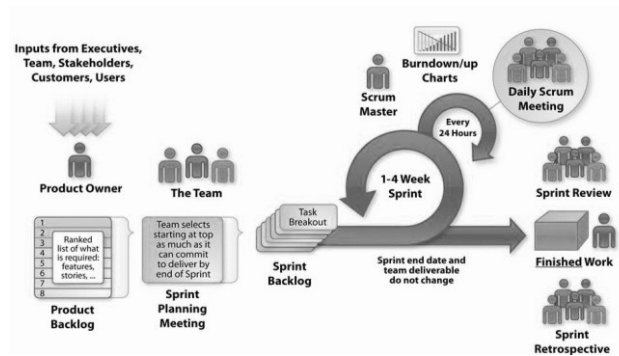 Inputs from Executives,
Team, Stakeholders,
Customers, Users
Product Owner
1
2
3
4
5
6
7
8
Ranked
list of what
is required:
features,
stories, ...
Product
Backlog
The Team
Team selects
starting at top
as much as it
can commit
to deliver by
end of Sprint
Sprint
Planning
Meeting
Task
Breakout
Sprint
Backlog
Scrum
Master
Burndown/up
Charts
Every
24 Hours
1-4 Week
Sprint
Sprint end date and
team deliverable
do not change
Daily Scrum
Meeting
Sprint Review
Finished Work
Sprint
Retrospective